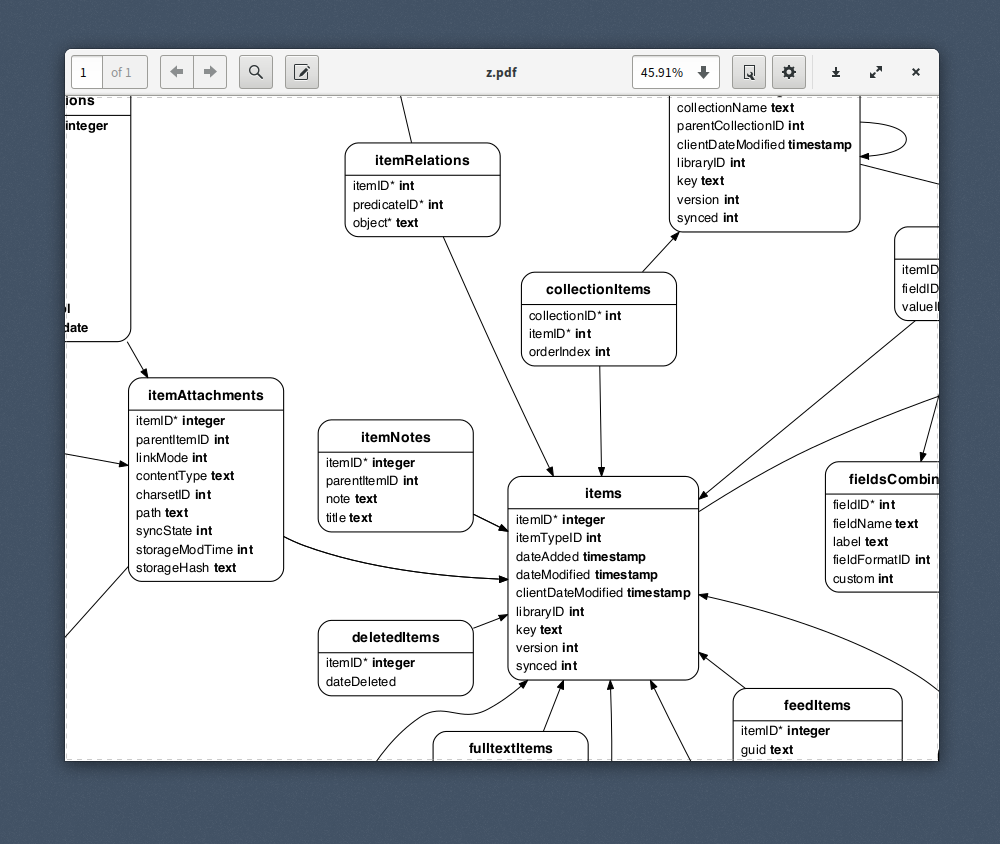 1 of 1
z.pdf
45.91%
ions
integer
ol
date
itemRelations
itemID* int
predicateID* int
object* text
collectionName text
parentCollectionID int
clientDateModified timestamp
libraryID int
key text
version int
synced int
collectionItems
collectionID* int
itemID* int
orderIndex int
itemID
fieldID
valueI
itemAttachments
itemID* integer
parentItemID int
linkMode int
contentType text
charsetID int
path text
syncState int
storageModTime int
storageHash text
itemNotes
itemID* integer
parentItemID int
note text
title text
items
itemID* integer
itemTypeID int
dateAdded timestamp
dateModified timestamp
clientDateModified timestamp
libraryID int
key text
version int
synced int
fieldsCombin
fieldID* int
fieldName text
label text
fieldFormatID int
custom int
deletedItems
itemID* integer
dateDeleted
fulltextItems
feedItems
itemID* integer
guid text